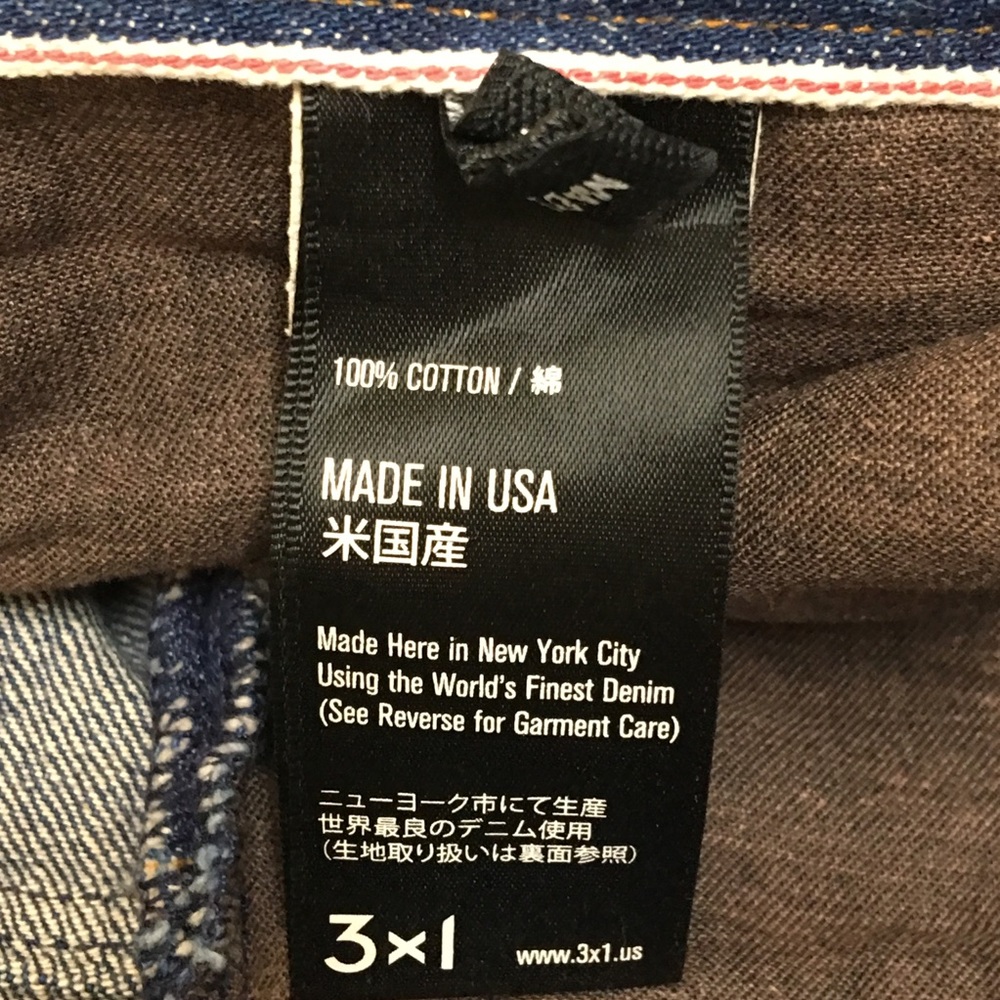 100% COTTON / 綿
MADE IN USA
米国産
Made Here in New York City
Using the World's Finest Denim
(See Reverse for Garment Care)
ニューヨーク市にて生産
世界最良のデニム使用
(生地取り扱いは裏面参照)
3x1
www.3x1.us